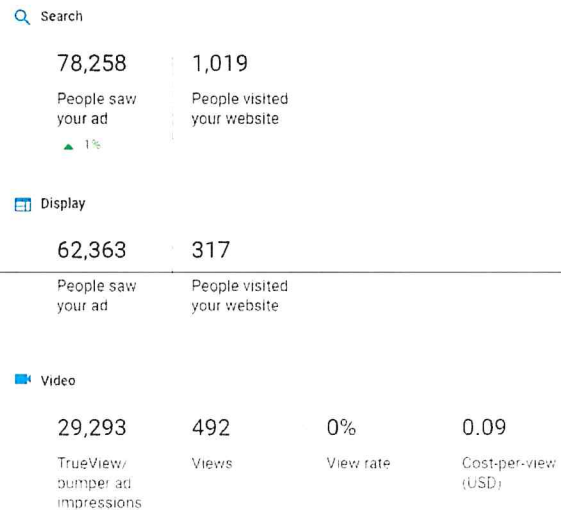 Search
78,258 1,019
People saw People visited
your ad your website
▲ 1%
Display
62,363 317
People saw People visited
your ad your website
Video
29,293 492 0% 0.09
TrueView/ Views View rate Cost-per-view
bumper ad (USD)
impressions